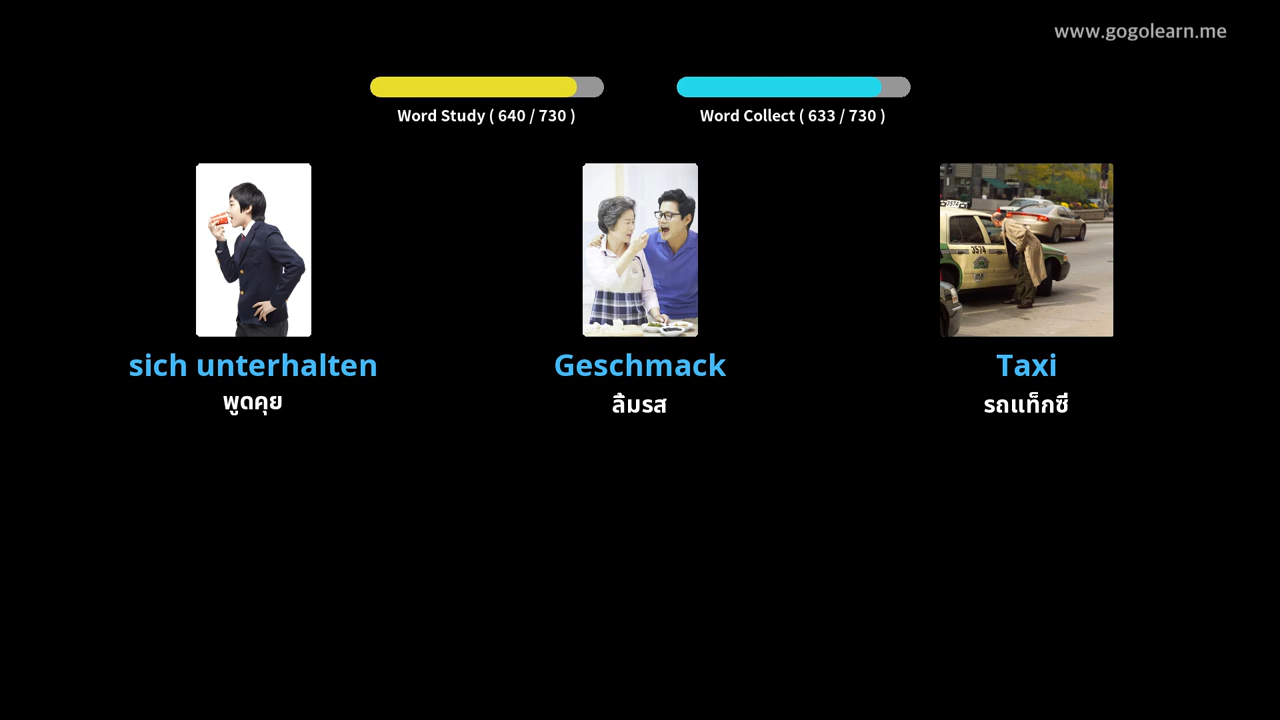 www.gogolearn.me
Word Study ( 640 / 730 )
Word Collect ( 633 / 730 )
3574
sich unterhalten
Geschmack
Taxi
พูดคุย
ลิ้มรส
รถแท็กซี่